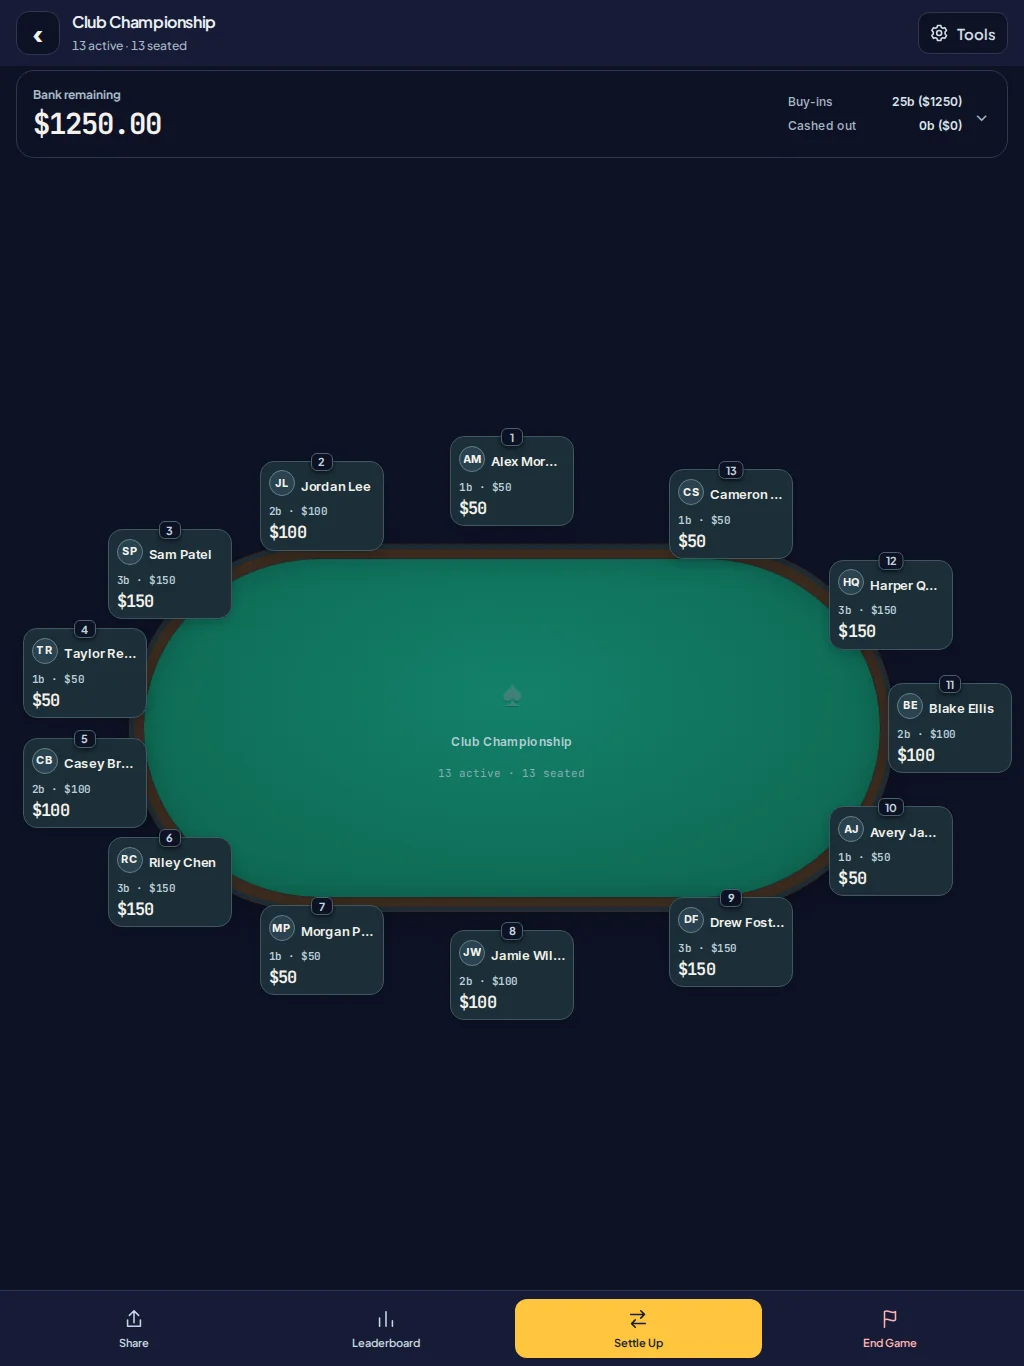 Club Championship
13 active · 13 seated
Tools
Bank remaining
$1250.00
Buy-ins 25b ($1250)
Cashed out 0b ($0)
1
AM Alex Mor...
1b · $50
$50
2
JL Jordan Lee
2b · $100
$100
13
CS Cameron ...
1b · $50
$50
3
SP Sam Patel
3b · $150
$150
12
HQ Harper Q...
3b · $150
$150
4
TR Taylor Re...
1b · $50
$50
11
BE Blake Ellis
2b · $100
$100
Club Championship
13 active · 13 seated
5
CB Casey Br...
2b · $100
$100
10
AJ Avery Ja...
1b · $50
$50
6
RC Riley Chen
3b · $150
$150
9
DF Drew Fost...
3b · $150
$150
7
MP Morgan P...
1b · $50
$50
8
JW Jamie Wil...
2b · $100
$100
Share
Leaderboard
Settle Up
End Game